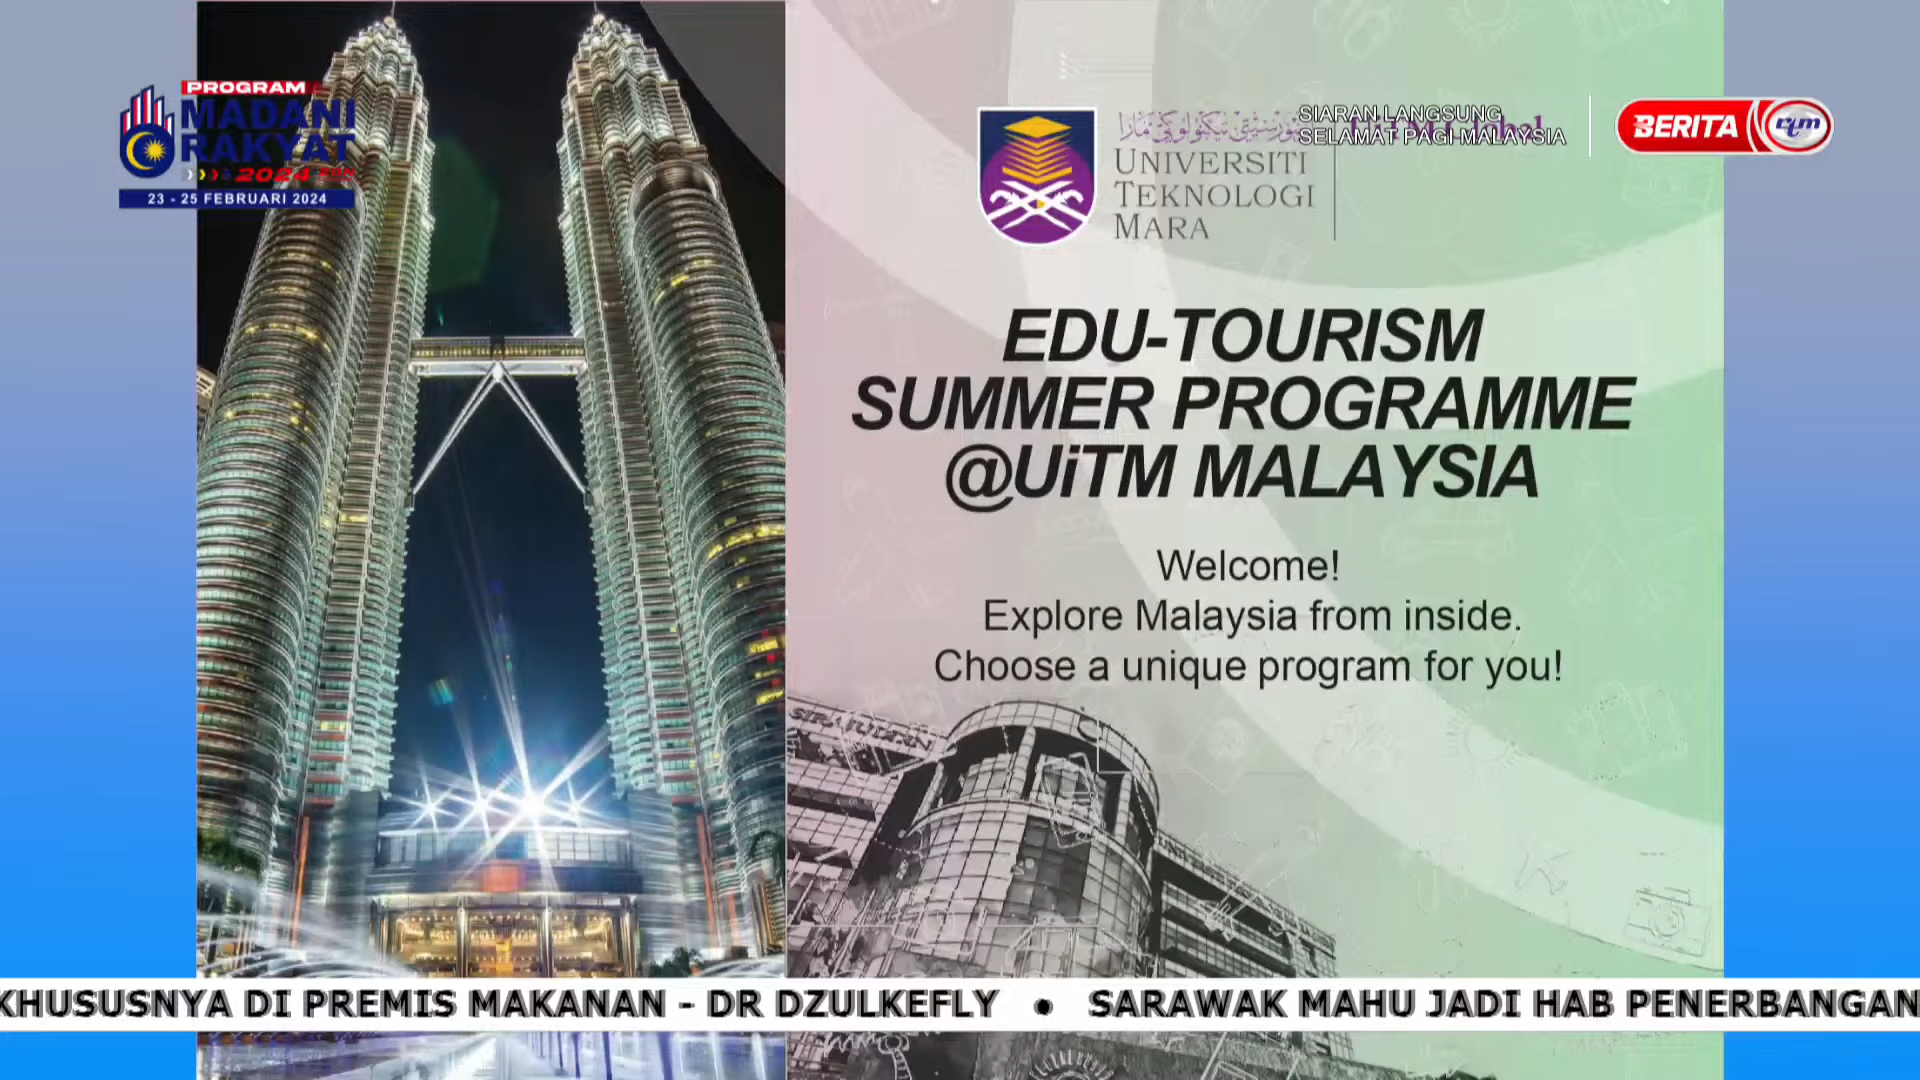 PROGRAM
MADANI
RAKYAT
2024
23 - 25 FEBRUARI 2024
SIARAN LANGSUNG
SELAMAT PAGI MALAYSIA
BERITA rtm
UNIVERSITI
TEKNOLOGI
MARA
EDU-TOURISM
SUMMER PROGRAMME
@UiTM MALAYSIA
Welcome!
Explore Malaysia from inside.
Choose a unique program for you!
KHUSUSNYA DI PREMIS MAKANAN - DR DZULKEFLY • SARAWAK MAHU JADI HAB PENERBANGAN